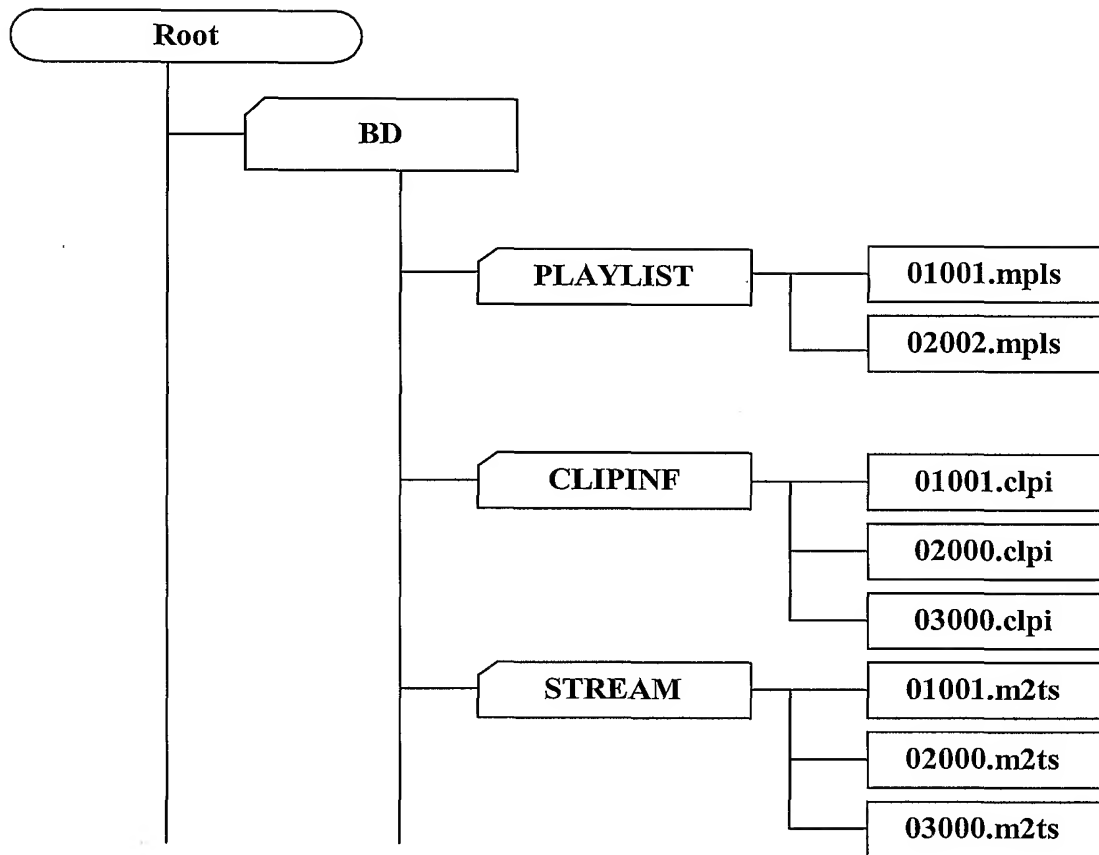 Root
BD
PLAYLIST
01001.mpls
02002.mpls
CLIPINF
01001.clpi
02000.clpi
03000.clpi
STREAM
01001.m2ts
02000.m2ts
03000.m2ts